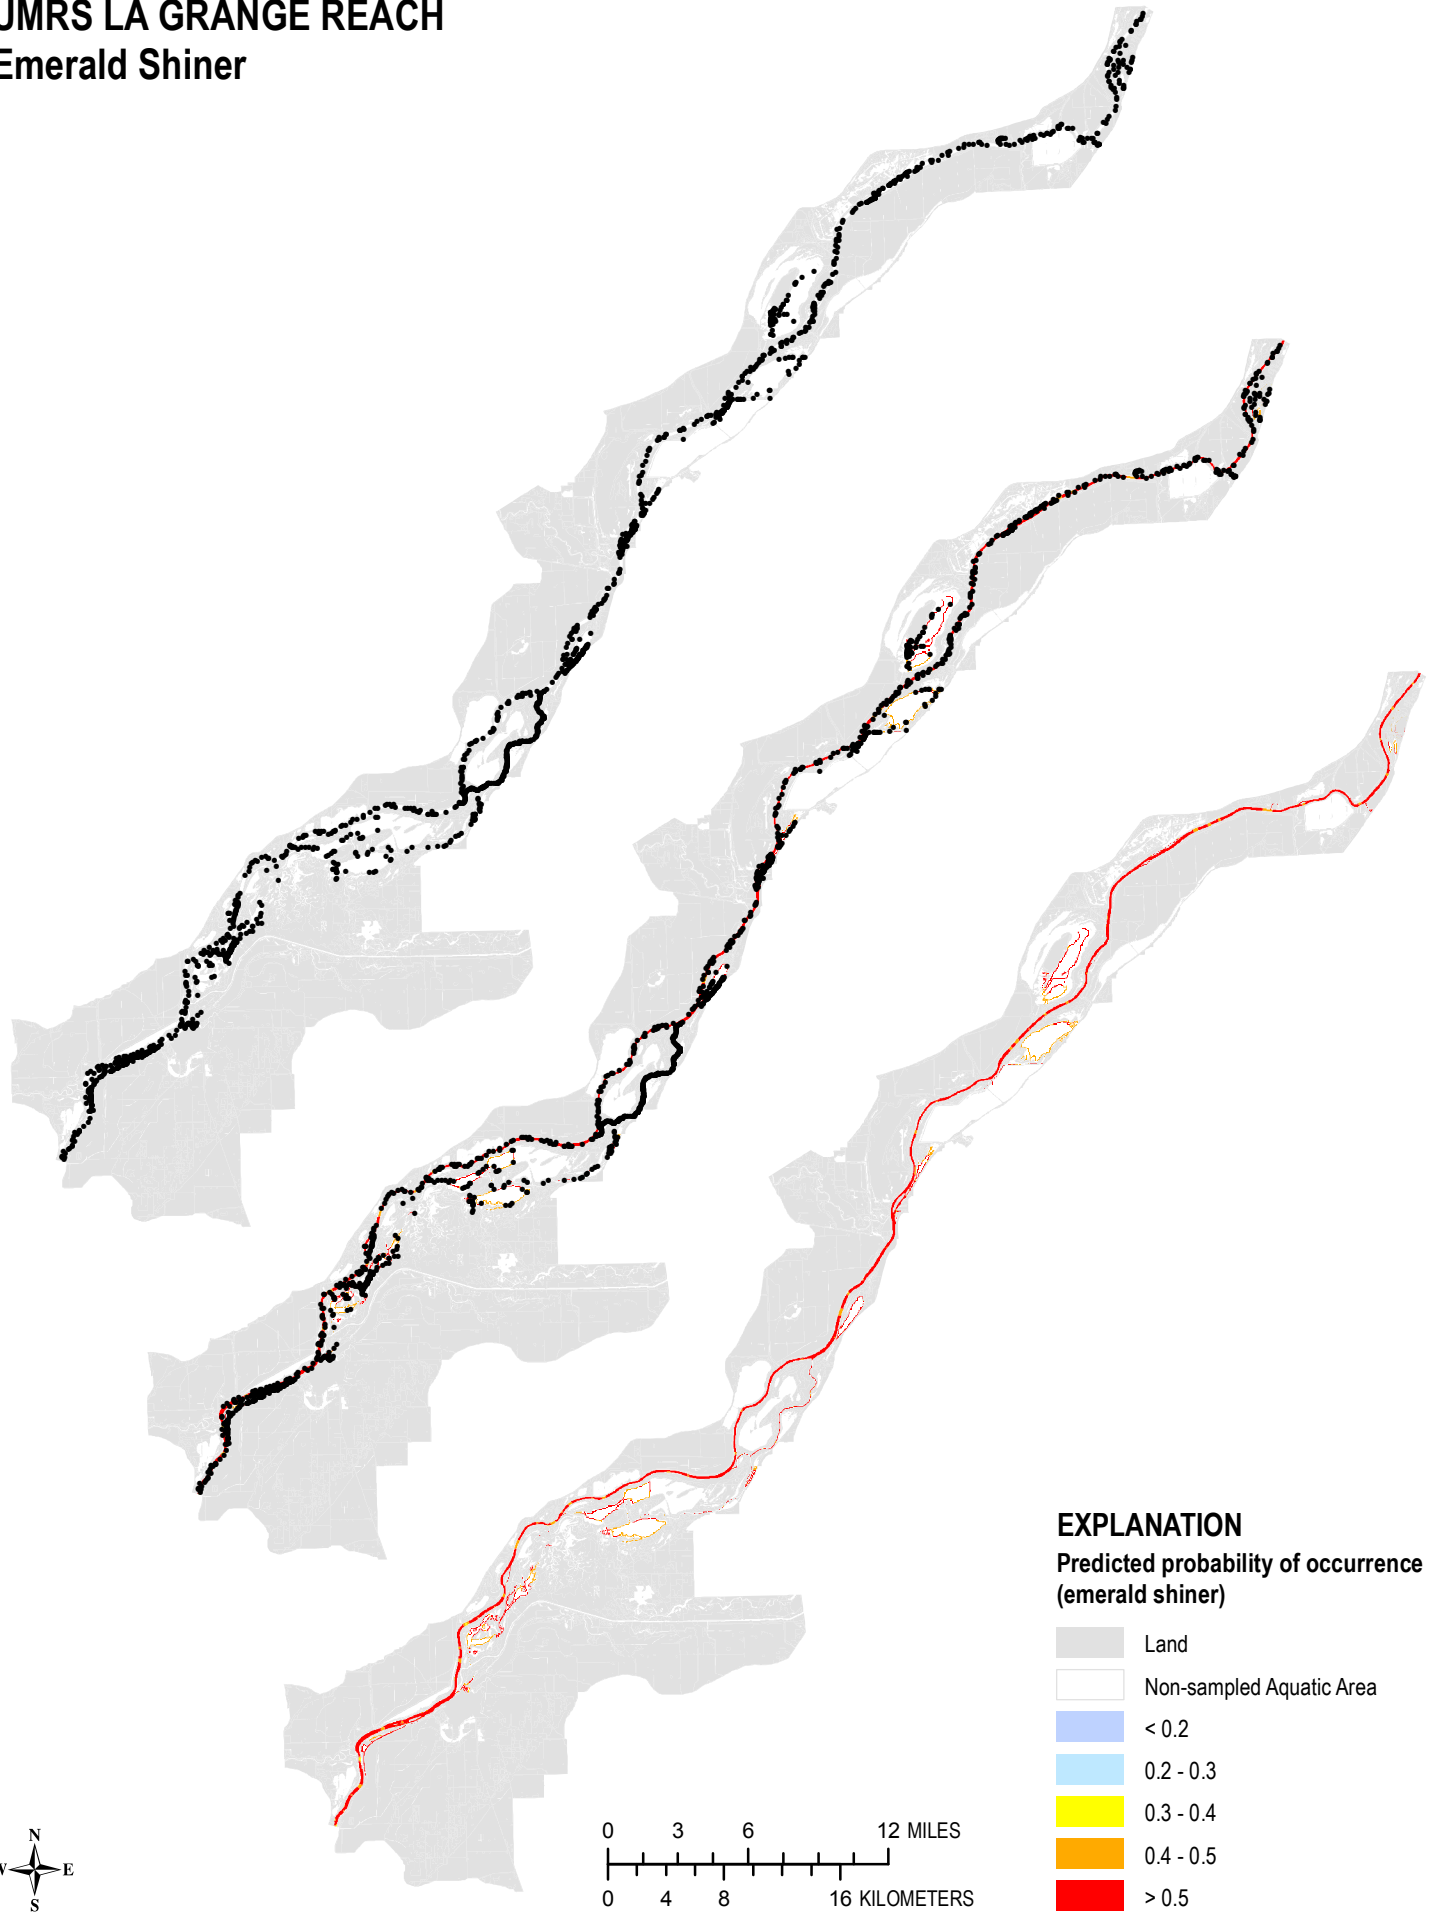 UMRS LA GRANGE REACH
Emerald Shiner
EXPLANATION
Predicted probability of occurrence
(emerald shiner)
Land
Non-sampled Aquatic Area
< 0.2
0.2 - 0.3
0.3 - 0.4
0.4 - 0.5
> 0.5
0 3 6 12 MILES
0 4 8 16 KILOMETERS
N
W E
S